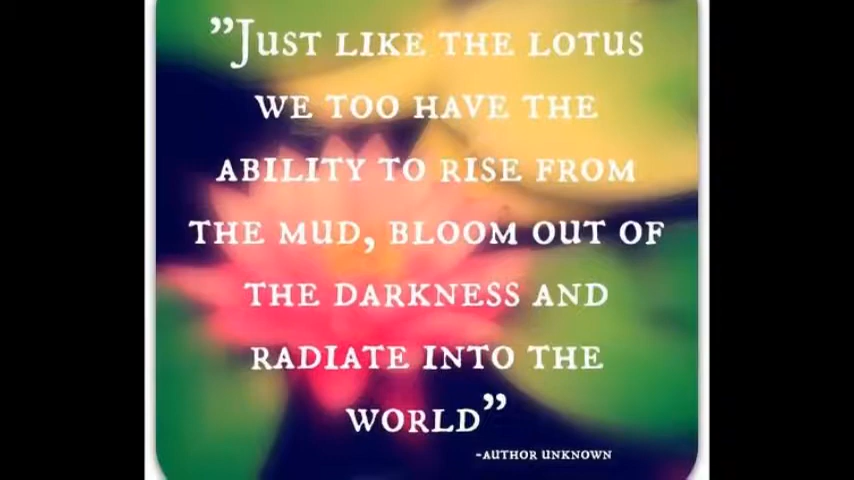 ”Just like the lotus
we too have the
ability to rise from
the mud, bloom out of
the darkness and
radiate into the
world”
-author unknown